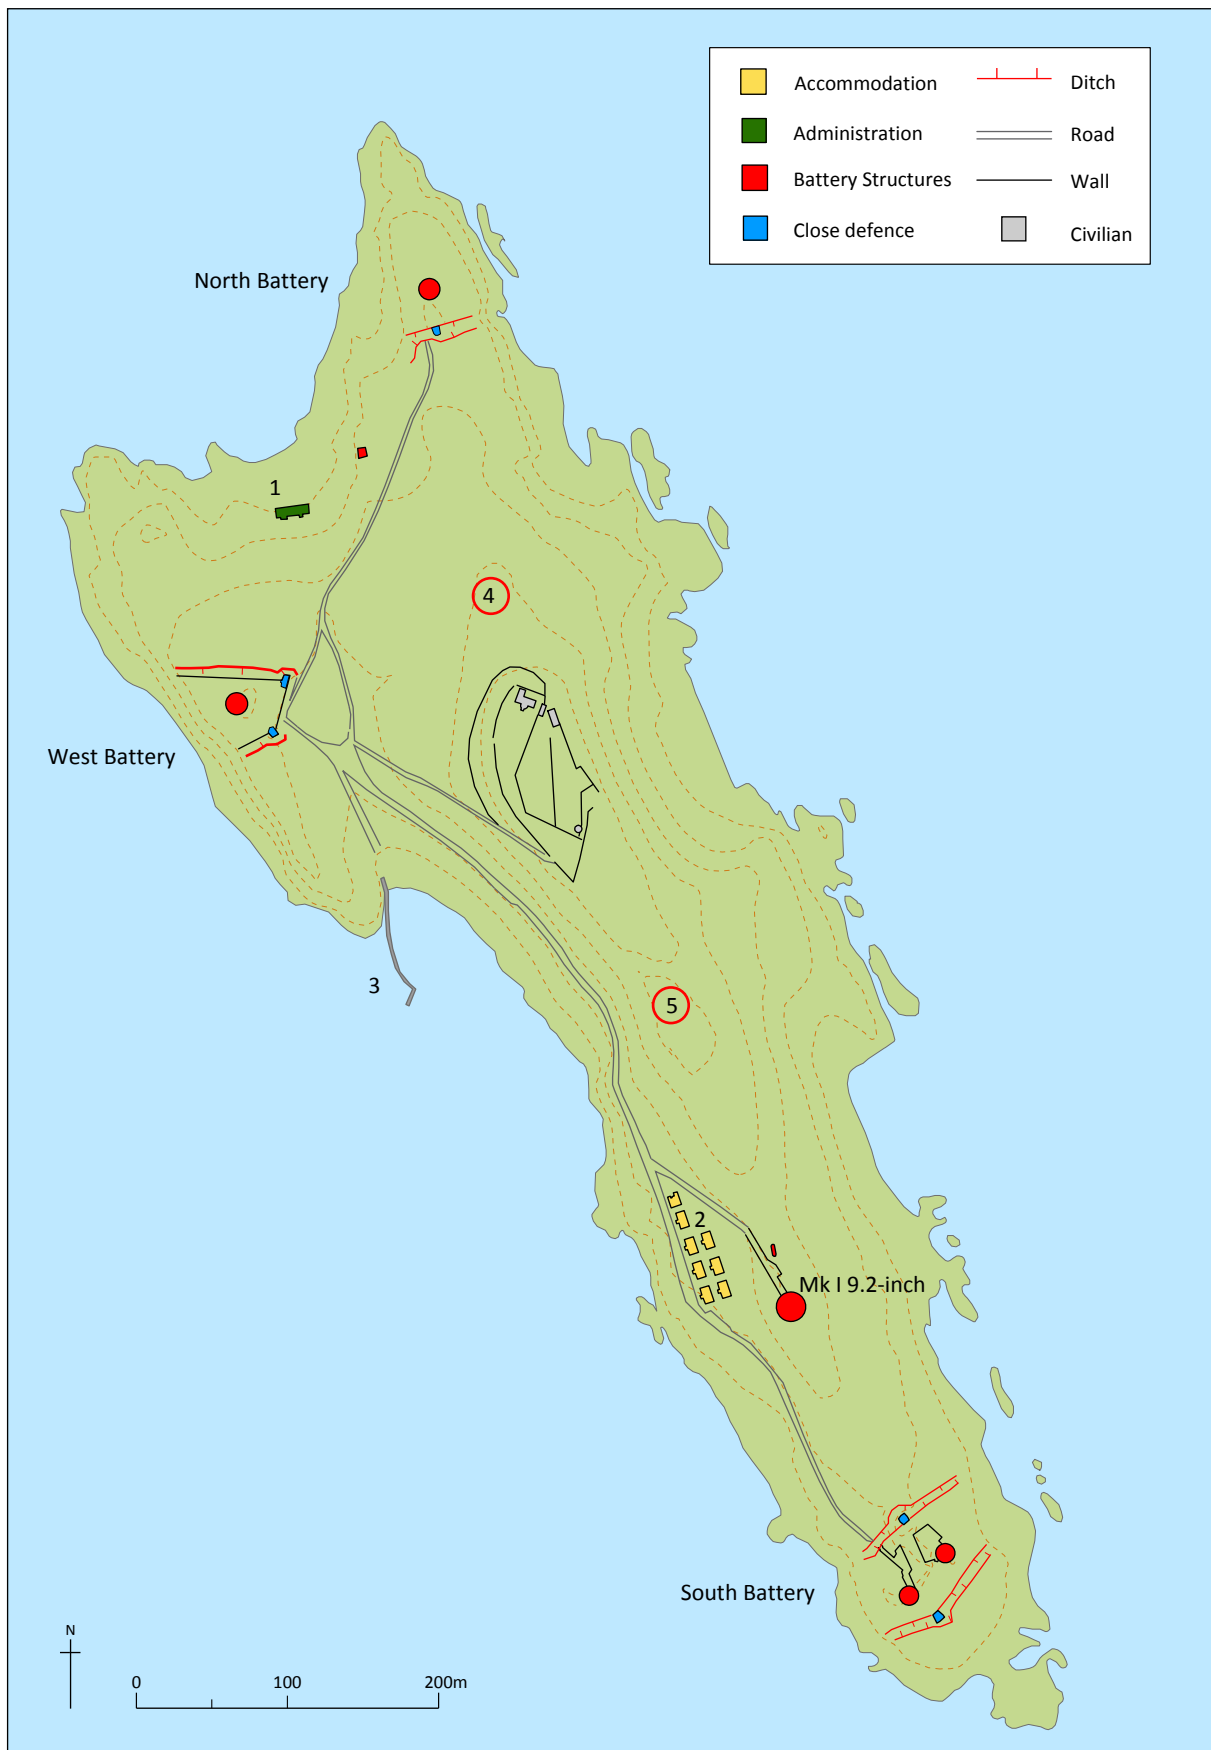 Accommodation
Ditch
Administration
Road
Battery Structures
Wall
Close defence
Civilian
North Battery
1
4
West Battery
3
5
2
Mk I 9.2-inch
South Battery
N
0 100 200m